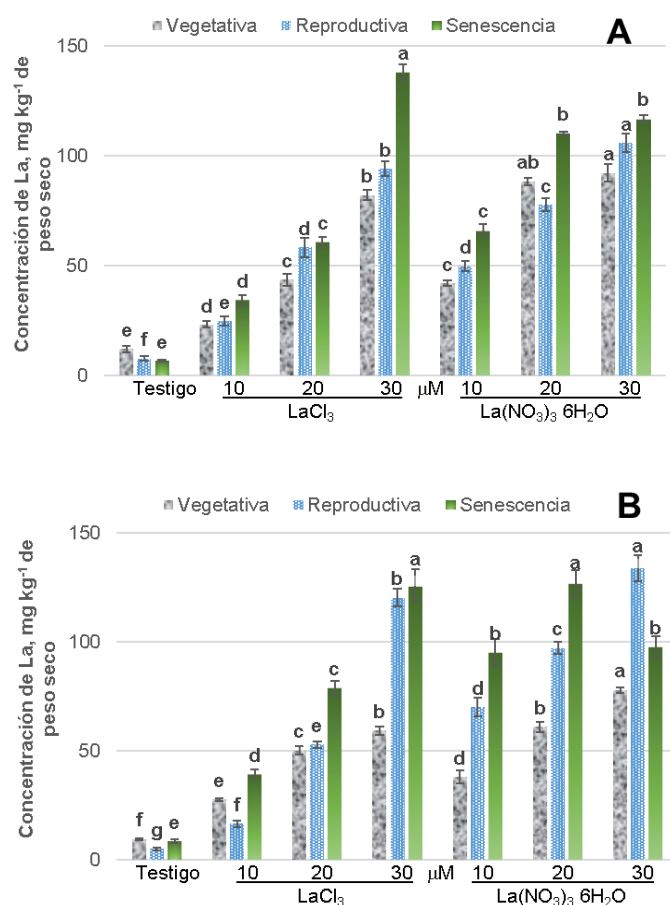 Vegetativa Reproductiva Senescencia
A
Concentración de La, mg kg⁻¹ de
peso seco
150
100
50
0
e f e
d e d
c d c
b b a
c d c
ab c b
a a b
Testigo 10 20 30 μM 10 20 30
LaCl₃ La(NO₃)₃ 6H₂O
Vegetativa Reproductiva Senescencia
B
Concentración de La, mg kg⁻¹ de
peso seco
150
100
50
0
f g e
e f d
c e c
b b a
d d b
b c a
a a b
Testigo 10 20 30 μM 10 20 30
LaCl₃ La(NO₃)₃ 6H₂O